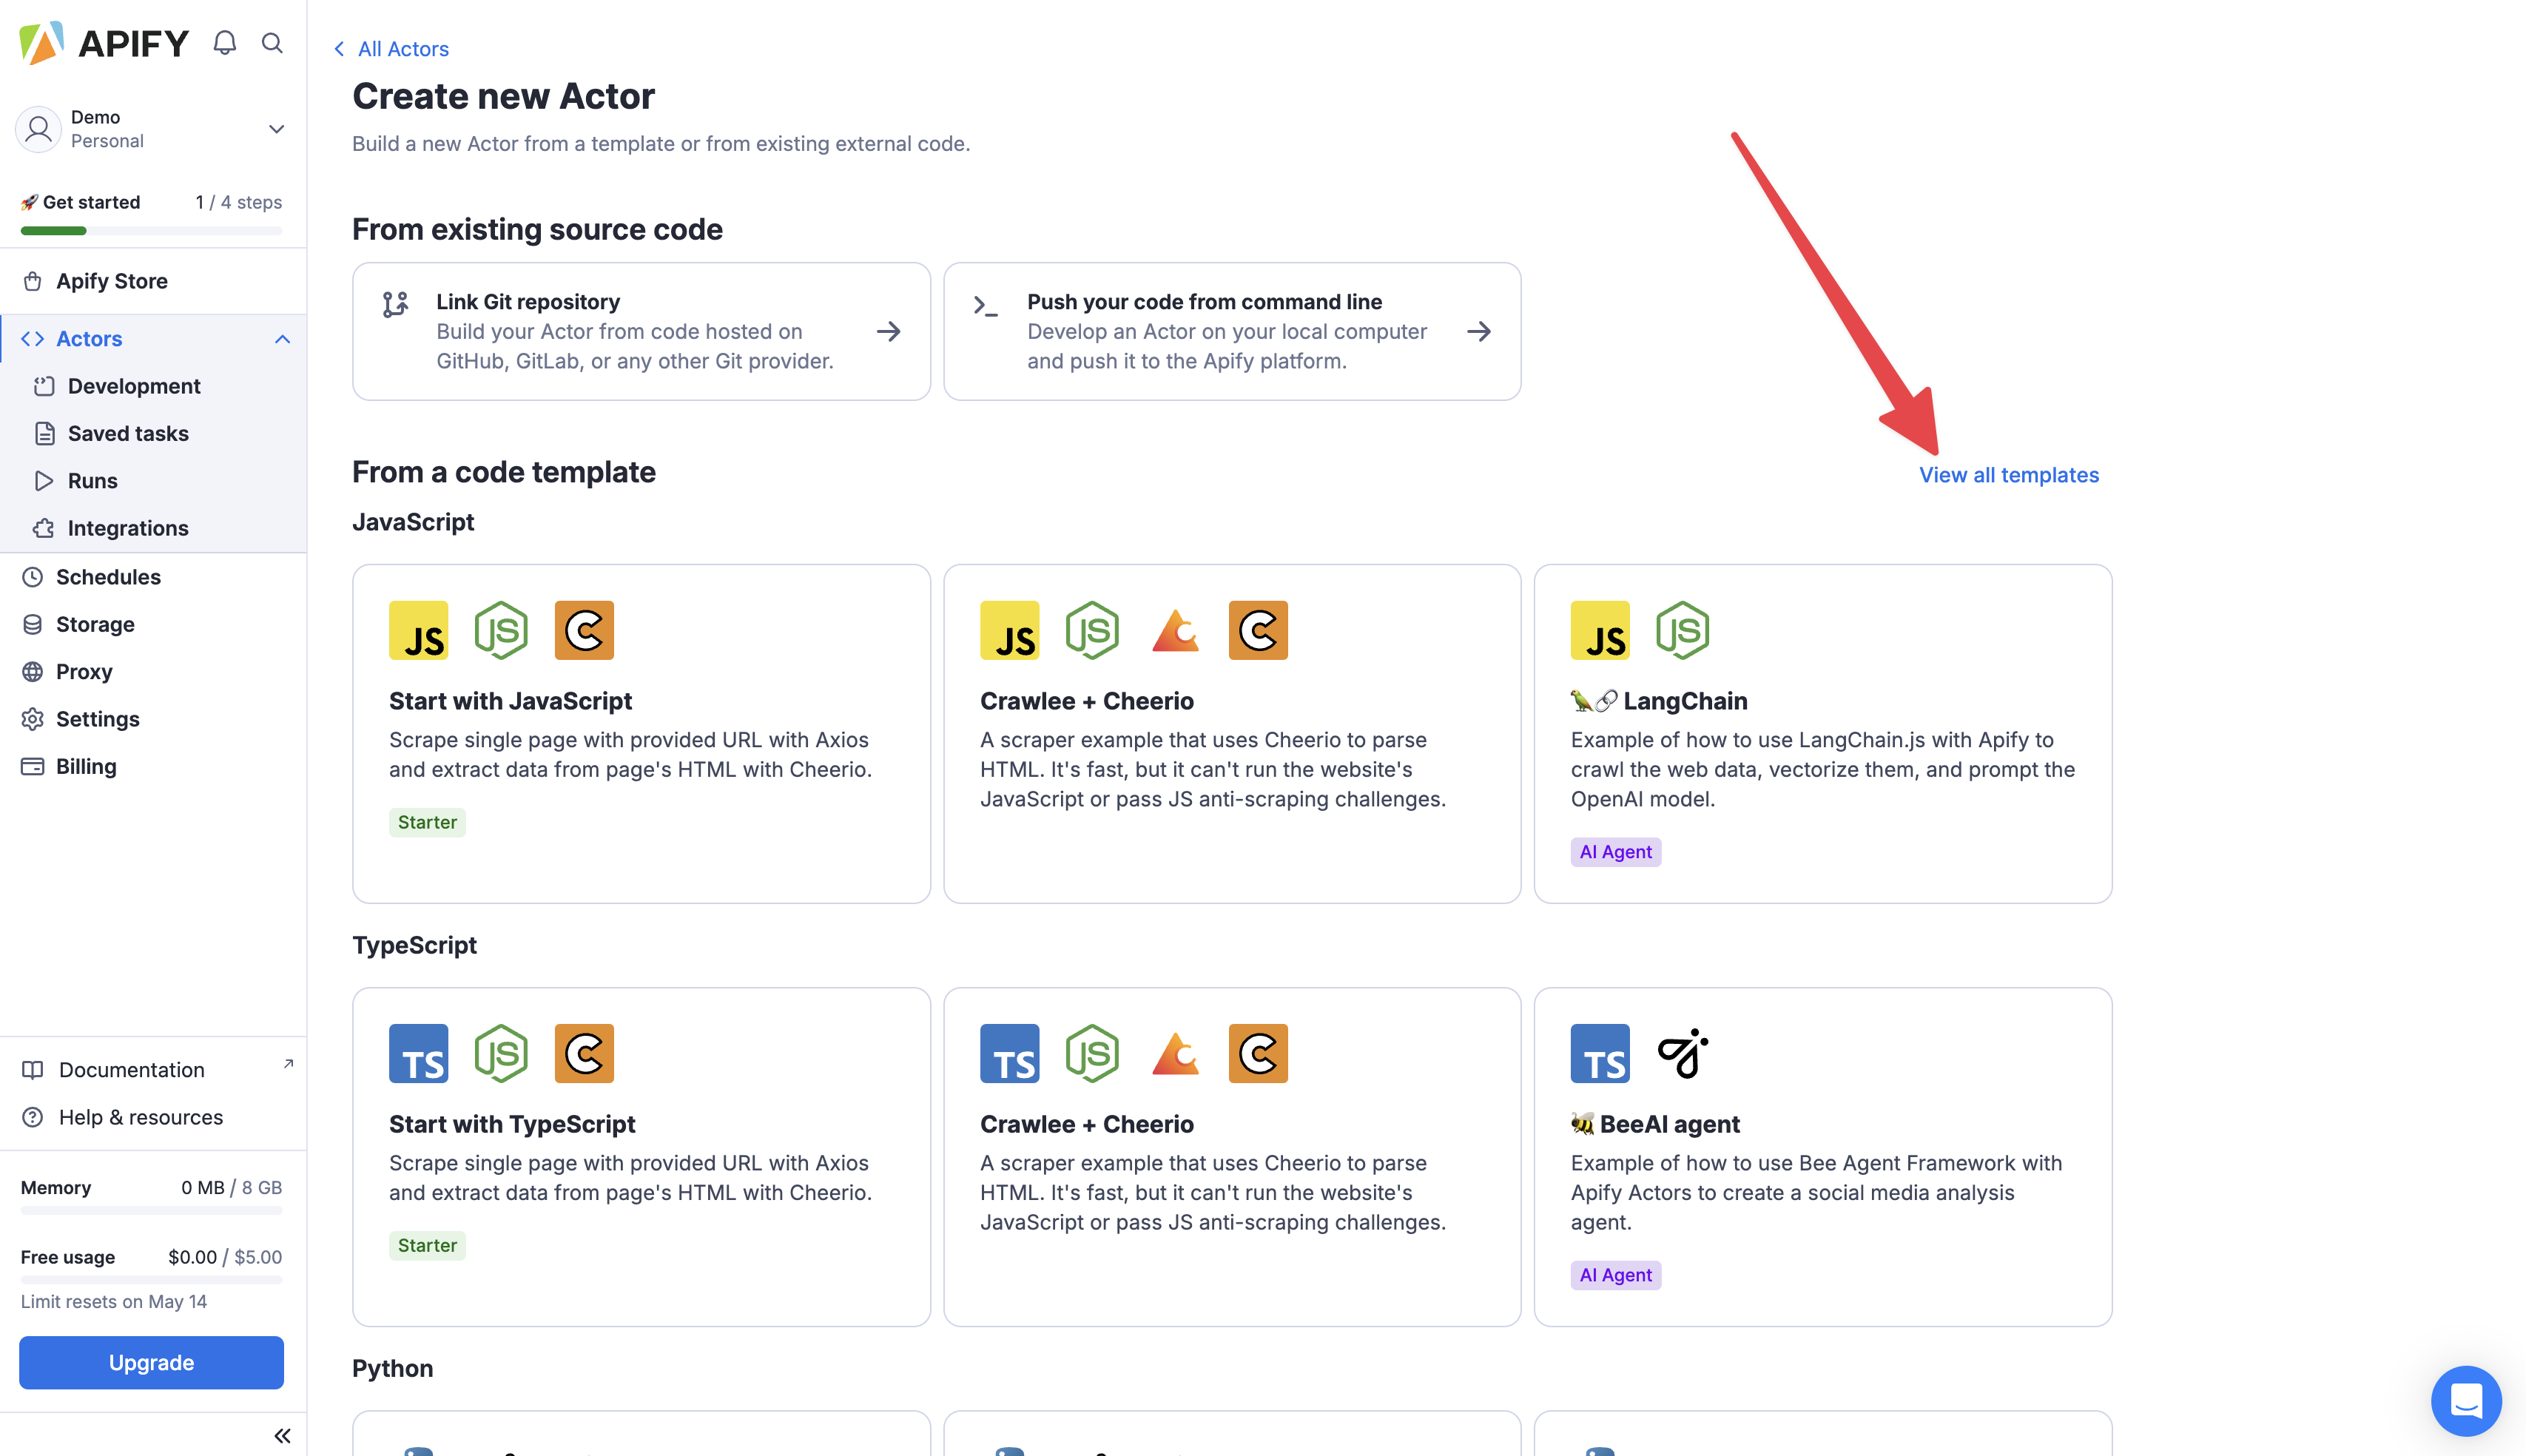 APIFY
Demo
Personal
🚀 Get started 1 / 4 steps
Apify Store
Actors
Development
Saved tasks
Runs
Integrations
Schedules
Storage
Proxy
Settings
Billing
Documentation
Help & resources
Memory 0 MB / 8 GB
Free usage $0.00 / $5.00
Limit resets on May 14
Upgrade
All Actors
Create new Actor
Build a new Actor from a template or from existing external code.
From existing source code
Link Git repository
Build your Actor from code hosted on
GitHub, GitLab, or any other Git provider.
Push your code from command line
Develop an Actor on your local computer
and push it to the Apify platform.
From a code template
View all templates
JavaScript
JS JS C
Start with JavaScript
Scrape single page with provided URL with Axios
and extract data from page's HTML with Cheerio.
Starter
JS JS C
Crawlee + Cheerio
A scraper example that uses Cheerio to parse
HTML. It's fast, but it can't run the website's
JavaScript or pass JS anti-scraping challenges.
JS JS
🦜🔗 LangChain
Example of how to use LangChain.js with Apify to
crawl the web data, vectorize them, and prompt the
OpenAI model.
AI Agent
TypeScript
TS JS C
Start with TypeScript
Scrape single page with provided URL with Axios
and extract data from page's HTML with Cheerio.
Starter
TS JS C
Crawlee + Cheerio
A scraper example that uses Cheerio to parse
HTML. It's fast, but it can't run the website's
JavaScript or pass JS anti-scraping challenges.
TS
🐝 BeeAI agent
Example of how to use Bee Agent Framework with
Apify Actors to create a social media analysis
agent.
AI Agent
Python